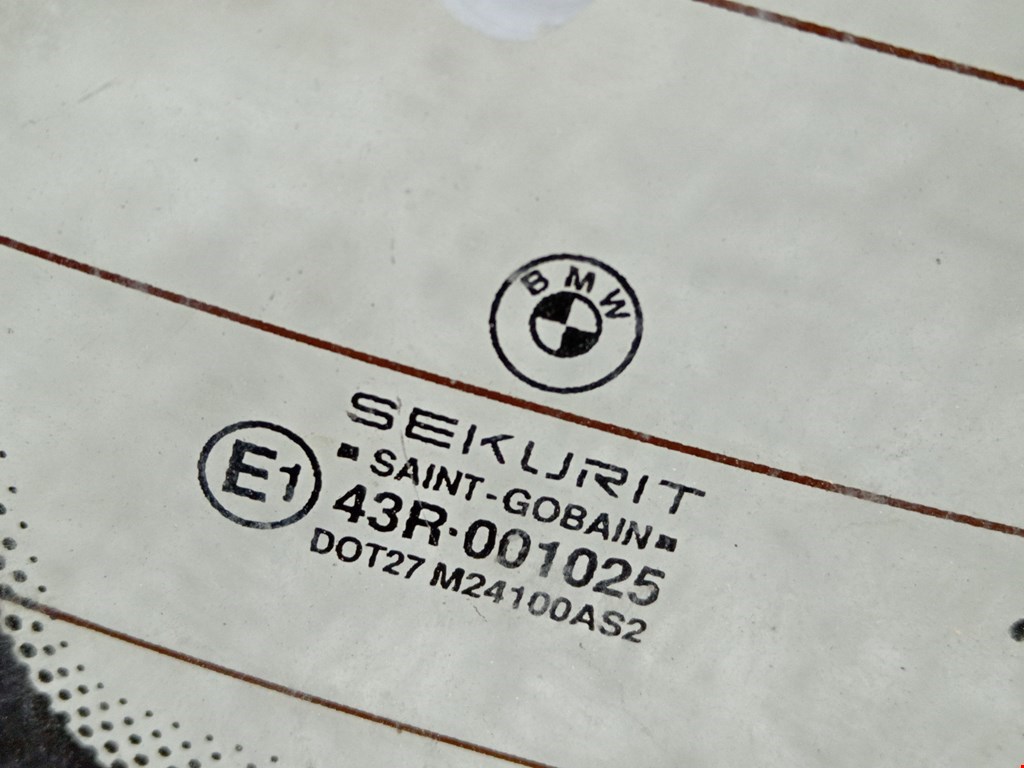 BMW
SEKURIT
SAINT-GOBAIN
E1
43R-001025
DOT27 M24100AS2